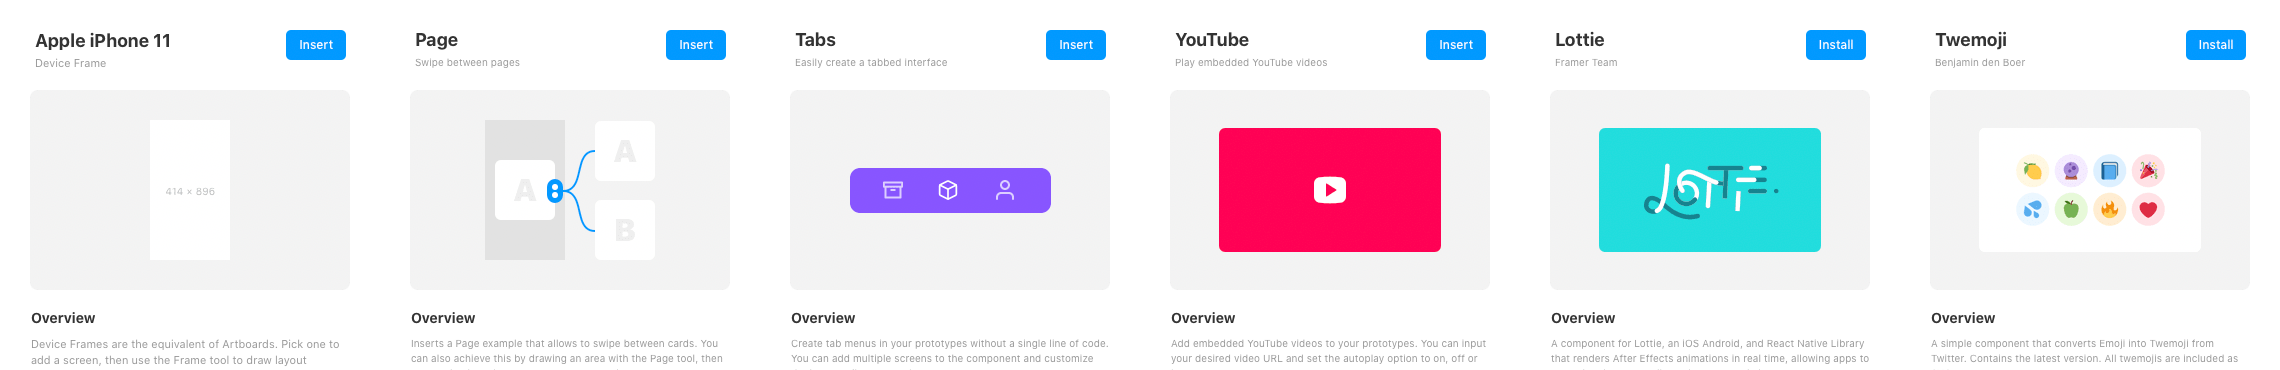 Apple iPhone 11
Device Frame
Insert
414 × 896
Overview
Device Frames are the equivalent of Artboards. Pick one to
add a screen, then use the Frame tool to draw layout
Page
Swipe between pages
Insert
A
A
B
Overview
Inserts a Page example that allows to swipe between cards. You
can also achieve this by drawing an area with the Page tool, then
Tabs
Easily create a tabbed interface
Insert
Overview
Create tab menus in your prototypes without a single line of code.
You can add multiple screens to the component and customize
YouTube
Play embedded YouTube videos
Insert
Overview
Add embedded YouTube videos to your prototypes. You can input
your desired video URL and set the autoplay option to on, off or
Lottie
Framer Team
Install
LOTTIE
Overview
A component for Lottie, an iOS Android, and React Native Library
that renders After Effects animations in real time, allowing apps to
Twemoji
Benjamin den Boer
Install
Overview
A simple component that converts Emoji into Twemoji from
Twitter. Contains the latest version. All twemojis are included as